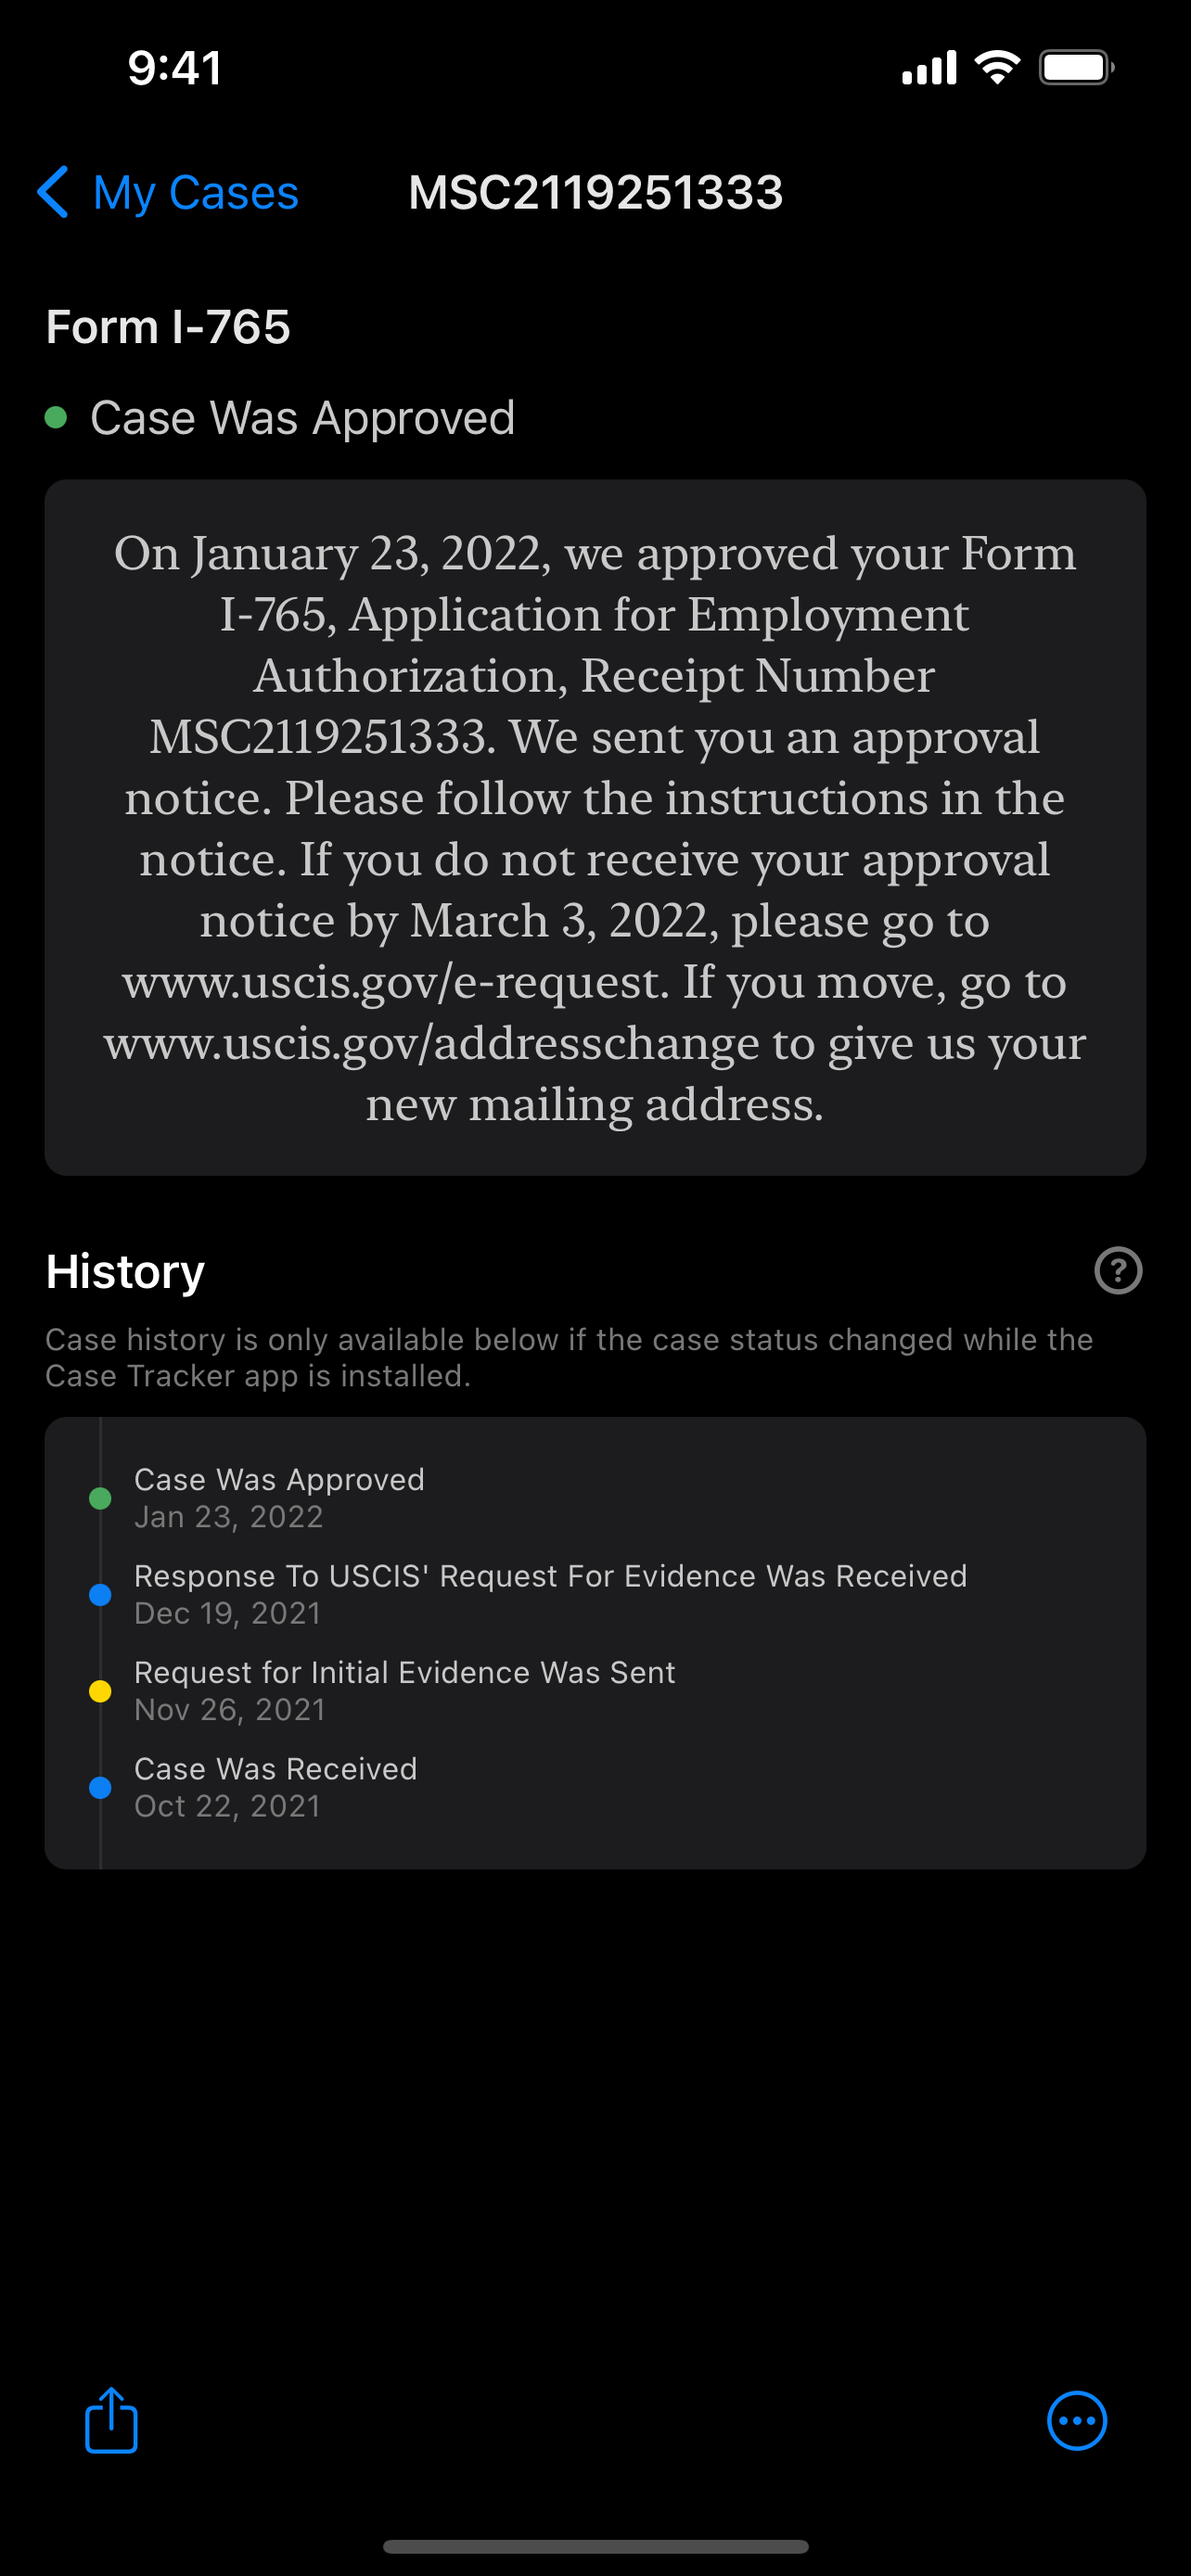 9:41
My Cases
MSC2119251333
Form I-765
Case Was Approved
On January 23, 2022, we approved your Form
I-765, Application for Employment
Authorization, Receipt Number
MSC2119251333. We sent you an approval
notice. Please follow the instructions in the
notice. If you do not receive your approval
notice by March 3, 2022, please go to
www.uscis.gov/e-request. If you move, go to
www.uscis.gov/addresschange to give us your
new mailing address.
History
?
Case history is only available below if the case status changed while the
Case Tracker app is installed.
Case Was Approved
Jan 23, 2022
Response To USCIS' Request For Evidence Was Received
Dec 19, 2021
Request for Initial Evidence Was Sent
Nov 26, 2021
Case Was Received
Oct 22, 2021